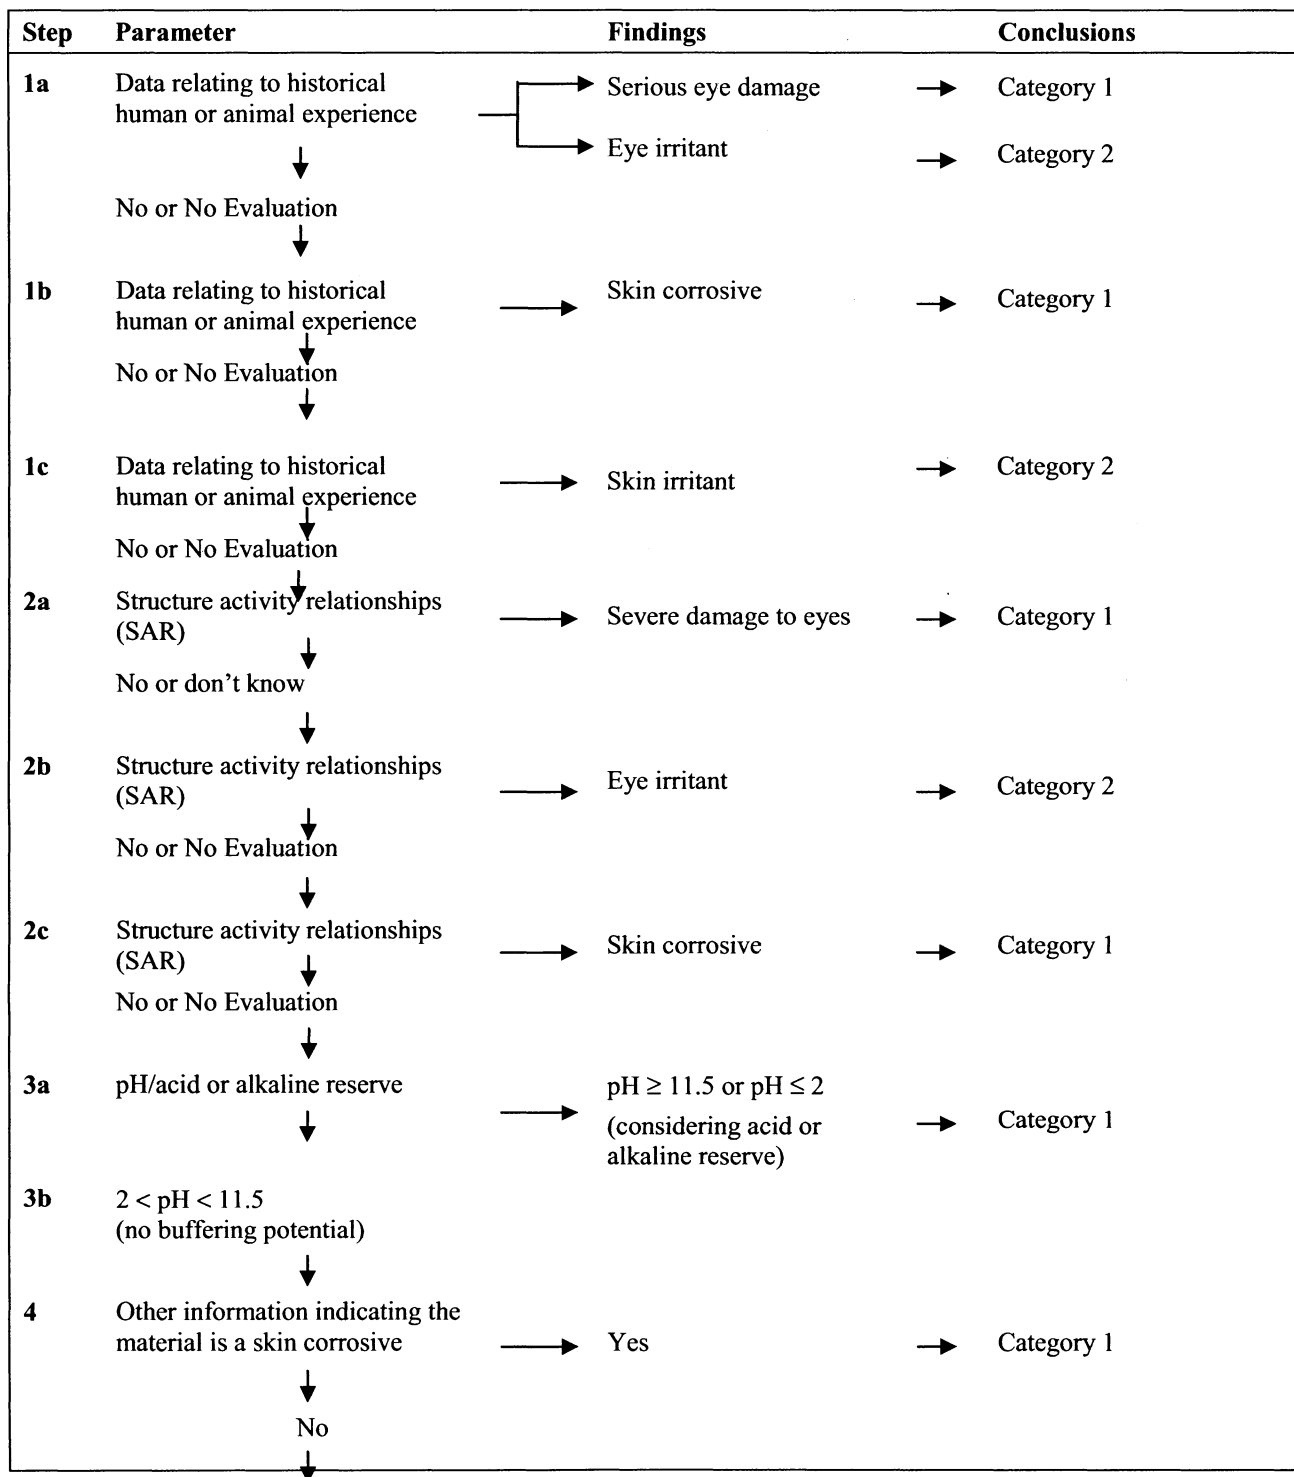 Step Parameter Findings Conclusions
1a Data relating to historical Serious eye damage Category 1
human or animal experience
Eye irritant Category 2
No or No Evaluation
1b Data relating to historical Skin corrosive Category 1
human or animal experience
No or No Evaluation
1c Data relating to historical Category 2
human or animal experience Skin irritant
No or No Evaluation
2a Structure activity relationships Severe damage to eyes Category 1
(SAR)
No or don't know
2b Structure activity relationships Eye irritant Category 2
(SAR)
No or No Evaluation
2c Structure activity relationships Skin corrosive Category 1
(SAR)
No or No Evaluation
3a pH/acid or alkaline reserve pH ≥ 11.5 or pH ≤ 2
(considering acid or Category 1
alkaline reserve)
3b 2 < pH < 11.5
(no buffering potential)
4 Other information indicating the
material is a skin corrosive Yes Category 1
No